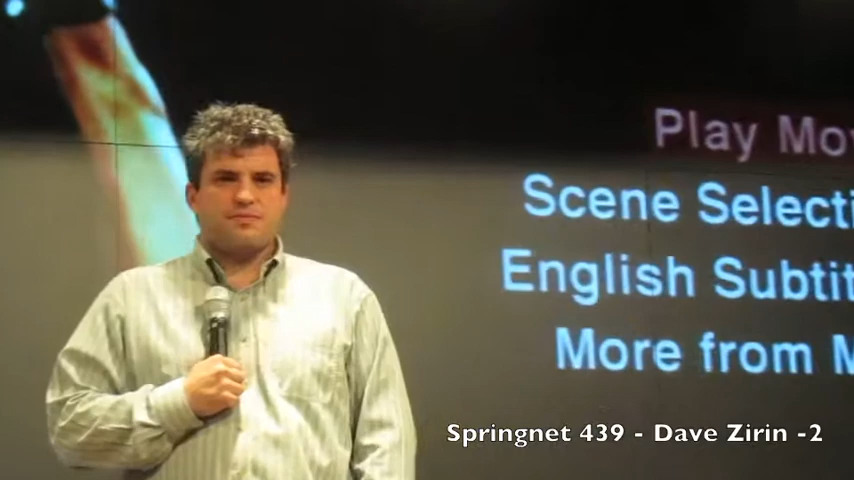 Play Mov
Scene Selecti
English Subtit
More from M
Springnet 439 - Dave Zirin -2